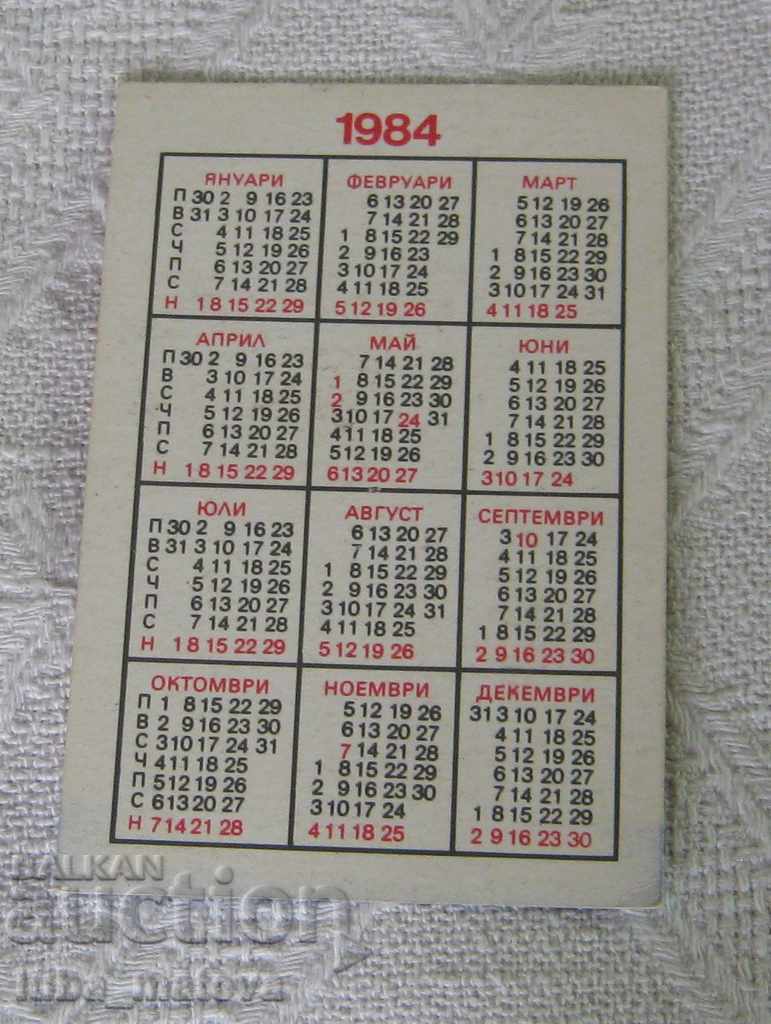 1984
ЯНУАРИ
П 30 2 9 16 23
В 31 3 10 17 24
С 4 11 18 25
Ч 5 12 19 26
П 6 13 20 27
С 7 14 21 28
Н 1 8 15 22 29
ФЕВРУАРИ
6 13 20 27
7 14 21 28
1 8 15 22 29
2 9 16 23
3 10 17 24
4 11 18 25
5 12 19 26
МАРТ
5 12 19 26
6 13 20 27
7 14 21 28
1 8 15 22 29
2 9 16 23 30
3 10 17 24 31
4 11 18 25
АПРИЛ
П 30 2 9 16 23
В 3 10 17 24
С 4 11 18 25
Ч 5 12 19 26
П 6 13 20 27
С 7 14 21 28
Н 1 8 15 22 29
МАЙ
7 14 21 28
1 8 15 22 29
2 9 16 23 30
3 10 17 24 31
4 11 18 25
5 12 19 26
6 13 20 27
ЮНИ
4 11 18 25
5 12 19 26
6 13 20 27
7 14 21 28
1 8 15 22 29
2 9 16 23 30
3 10 17 24
ЮЛИ
П 30 2 9 16 23
В 31 3 10 17 24
С 4 11 18 25
Ч 5 12 19 26
П 6 13 20 27
С 7 14 21 28
Н 1 8 15 22 29
АВГУСТ
6 13 20 27
7 14 21 28
1 8 15 22 29
2 9 16 23 30
3 10 17 24 31
4 11 18 25
5 12 19 26
СЕПТЕМВРИ
3 10 17 24
4 11 18 25
5 12 19 26
6 13 20 27
7 14 21 28
1 8 15 22 29
2 9 16 23 30
ОКТОМВРИ
П 1 8 15 22 29
В 2 9 16 23 30
С 3 10 17 24 31
Ч 4 11 18 25
П 5 12 19 26
С 6 13 20 27
Н 7 14 21 28
НОЕМВРИ
5 12 19 26
6 13 20 27
7 14 21 28
1 8 15 22 29
2 9 16 23 30
3 10 17 24
4 11 18 25
ДЕКЕМВРИ
31 3 10 17 24
4 11 18 25
5 12 19 26
6 13 20 27
7 14 21 28
1 8 15 22 29
2 9 16 23 30
BALKAN
auction
luba_matova